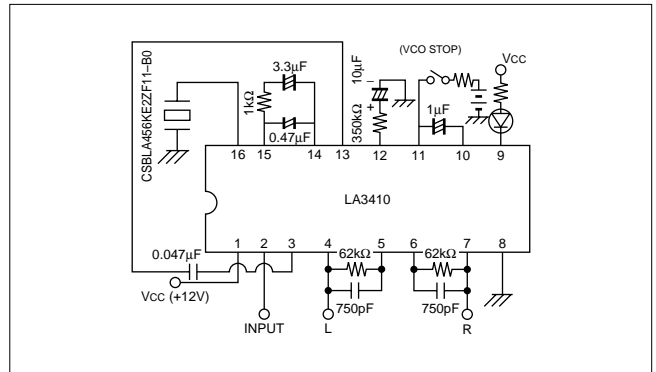 (VCO STOP)
VCC
CSBLA456KE2ZF11–B0
3.3μF
1kΩ
0.47μF
10μF
–
+
350kΩ
1μF
16 15 14 13 12 11 10 9
LA3410
1 2 3 4 5 6 7 8
0.047μF
62kΩ
62kΩ
VCC (+12V)
750pF
750pF
INPUT
L
R